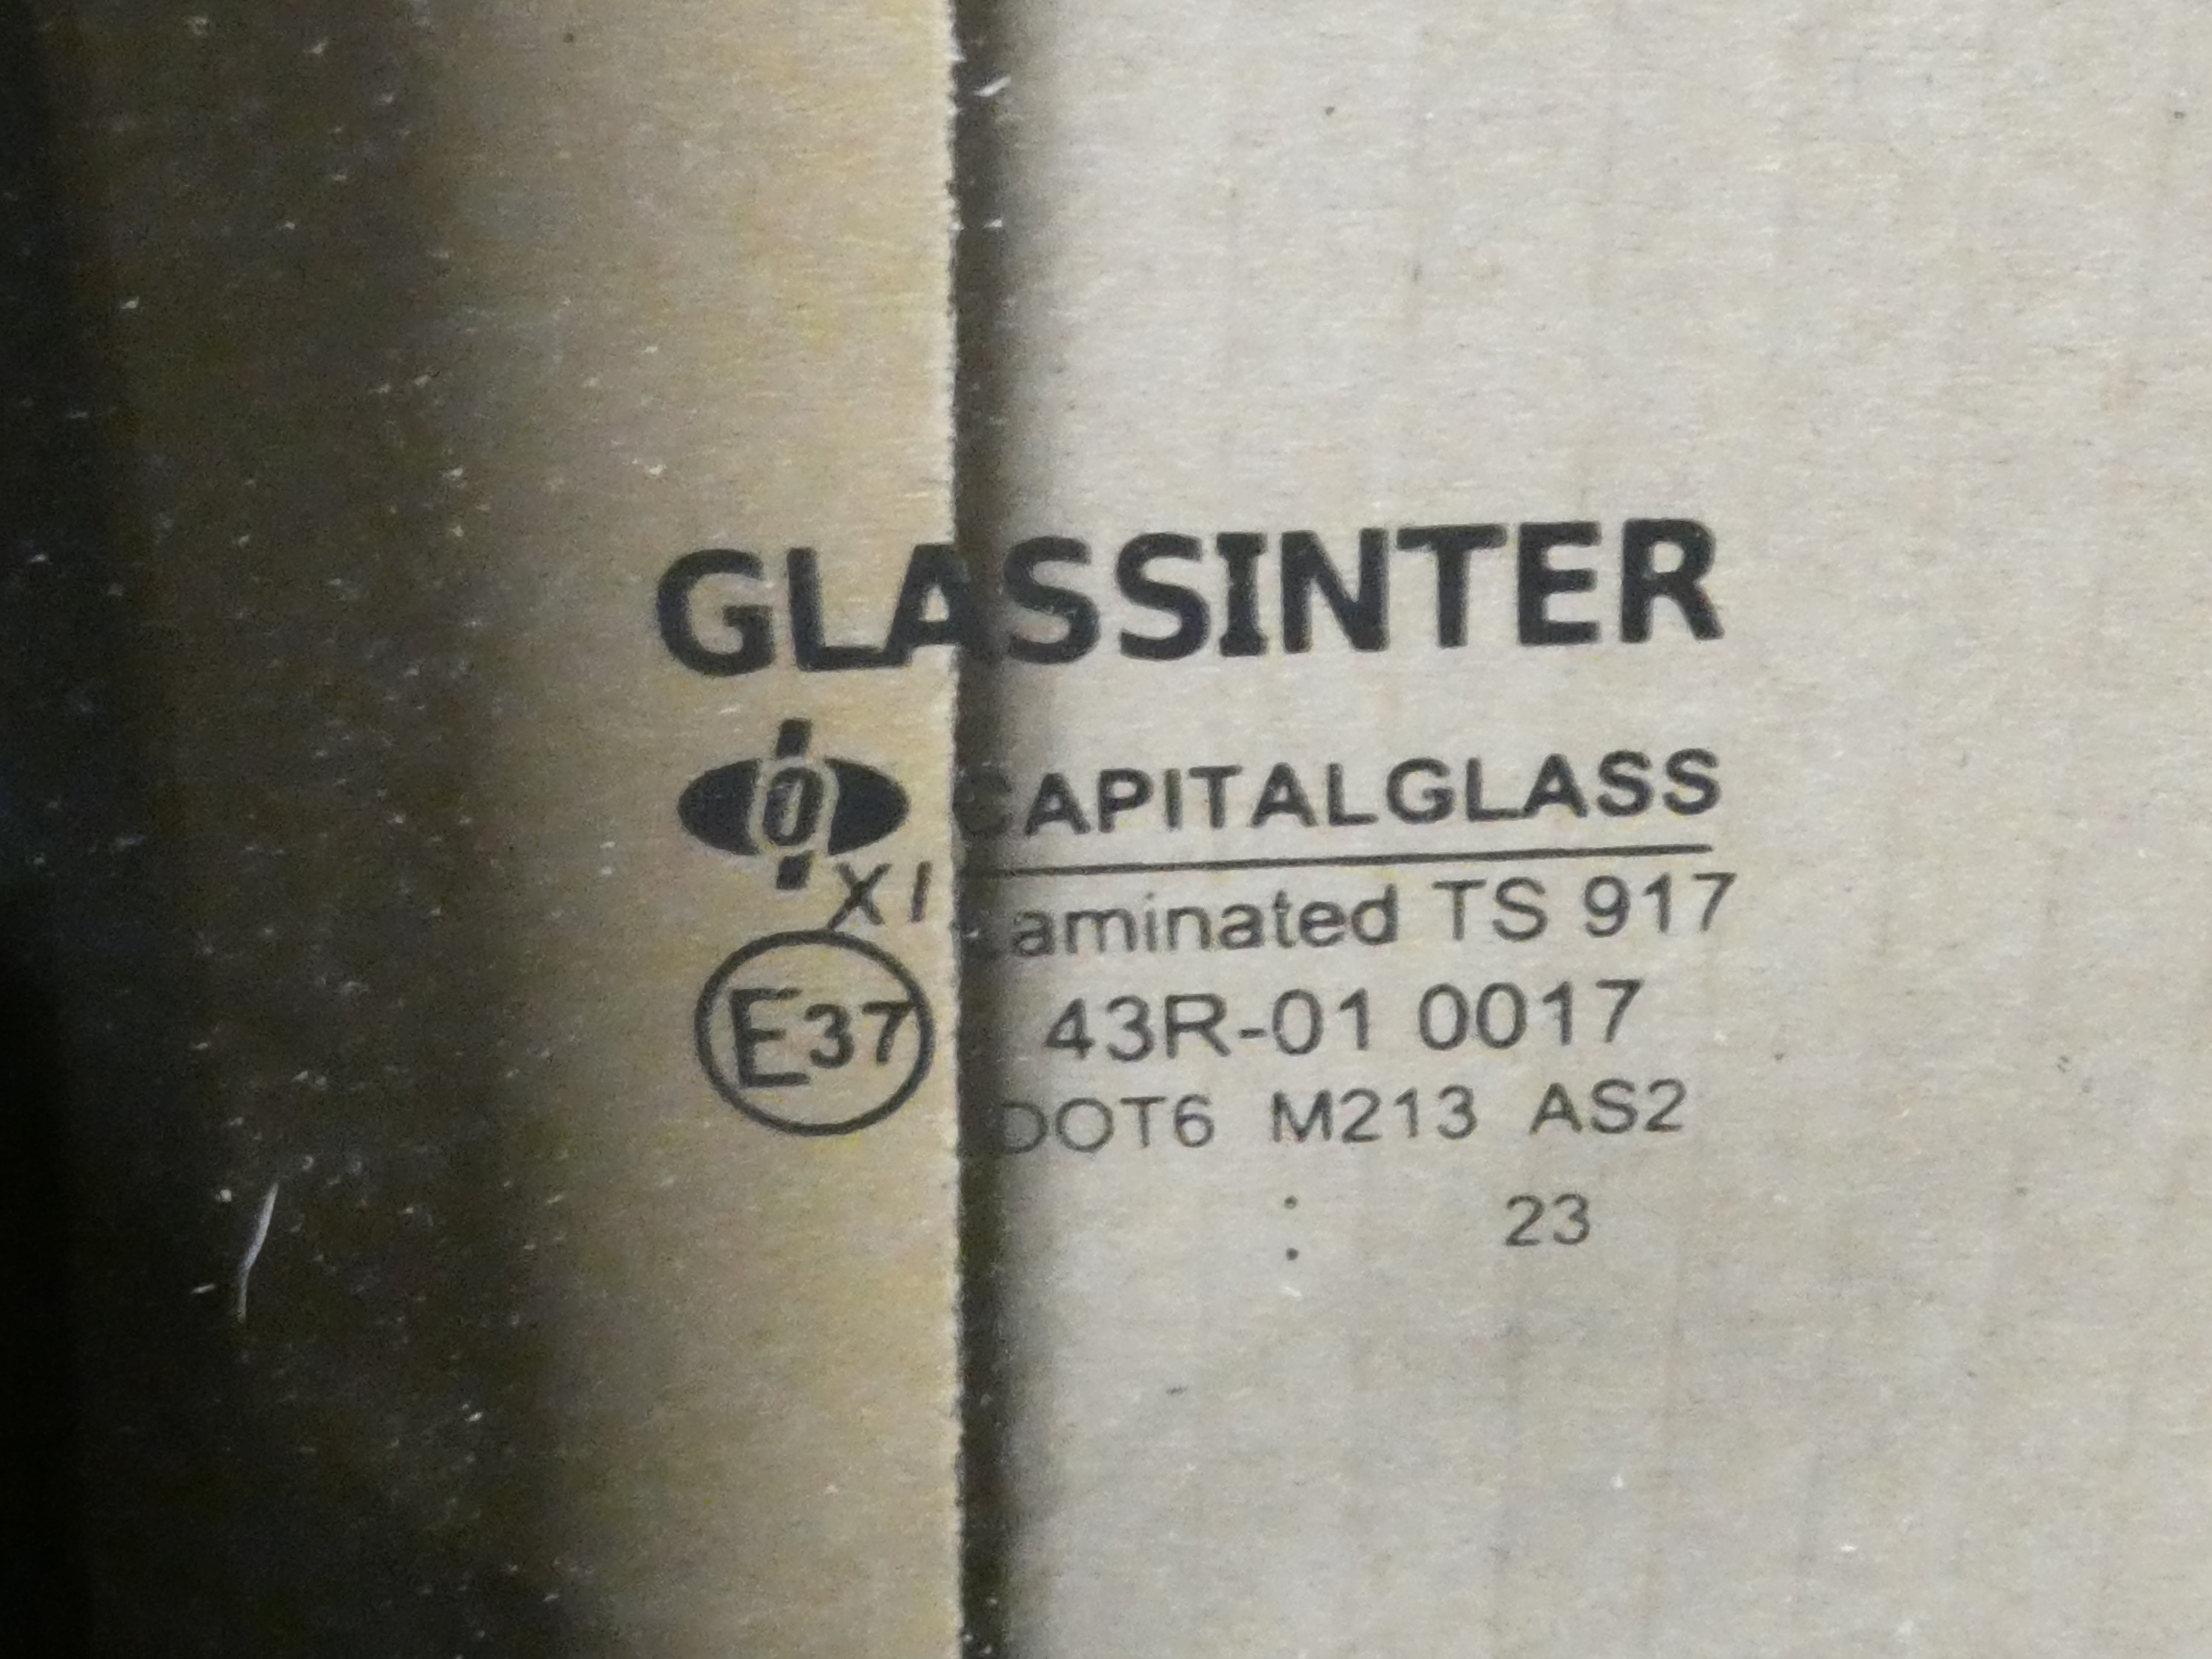 GLASSINTER
CAPITALGLASS
XI
Laminated TS 917
E37 43R-01 0017
DOT6 M213 AS2
: 23